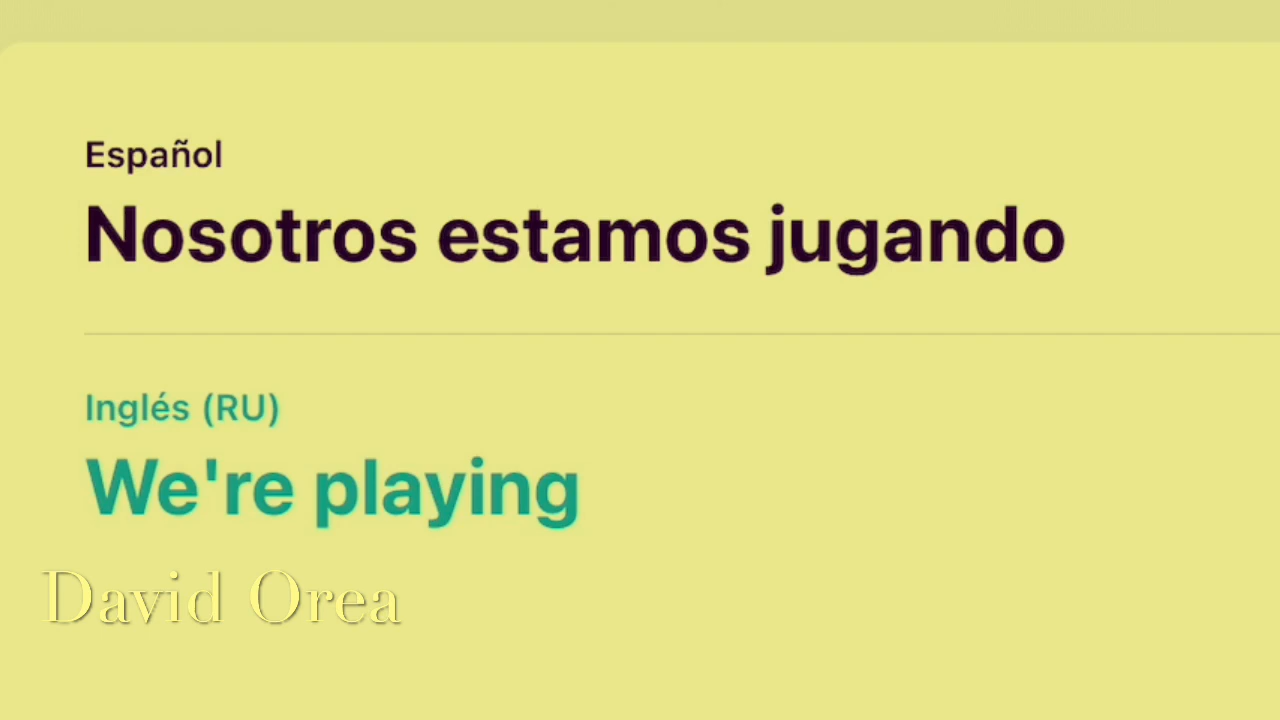 Español
Nosotros estamos jugando
Inglés (RU)
We're playing
David Orea